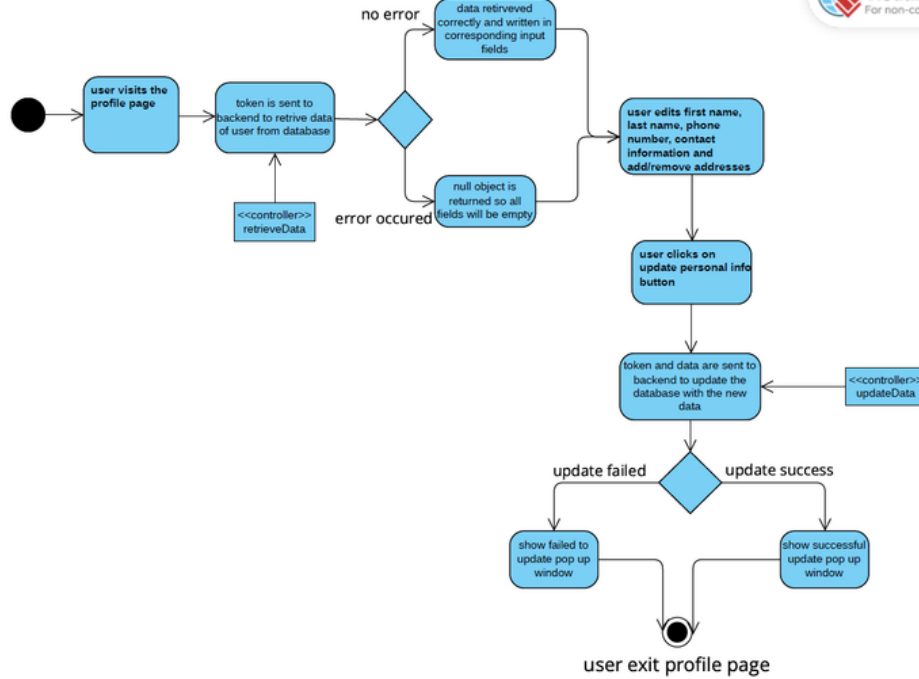 For non-co
no error
data retirveved
correctly and written in
corresponding input
fields
user visits the
profile page
token is sent to
backend to retrive data
of user from database
user edits first name,
last name, phone
number, contact
information and
add/remove addresses
null object is
returned so all
fields will be empty
error occured
<<controller>>
retrieveData
user clicks on
update personal info
button
token and data are sent to
backend to update the
database with the new
data
<<controller>>
updateData
update failed
update success
show failed to
update pop up
window
show successful
update pop up
window
user exit profile page